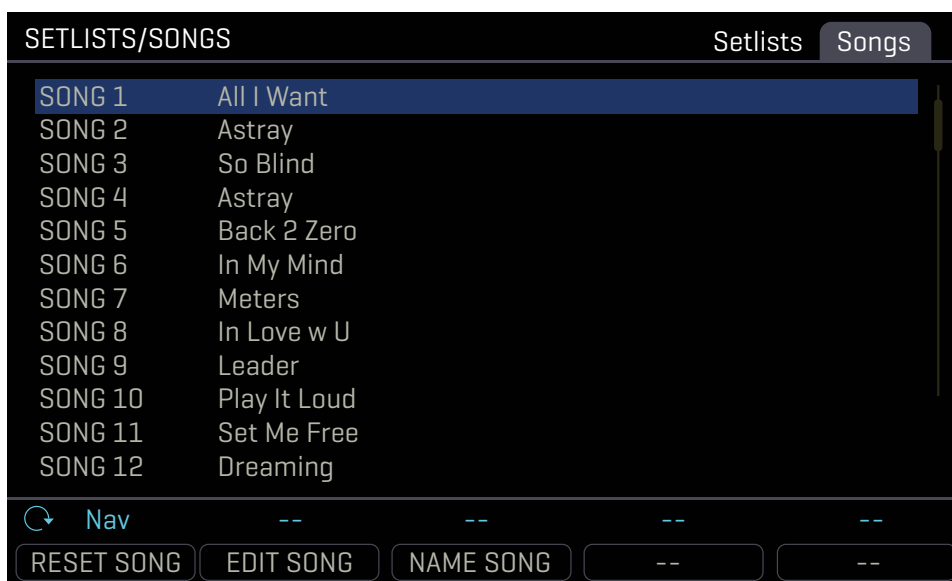 SETLISTS/SONGS Setlists Songs
SONG 1 All I Want
SONG 2 Astray
SONG 3 So Blind
SONG 4 Astray
SONG 5 Back 2 Zero
SONG 6 In My Mind
SONG 7 Meters
SONG 8 In Love w U
SONG 9 Leader
SONG 10 Play It Loud
SONG 11 Set Me Free
SONG 12 Dreaming
Nav -- -- -- --
RESET SONG EDIT SONG NAME SONG -- --